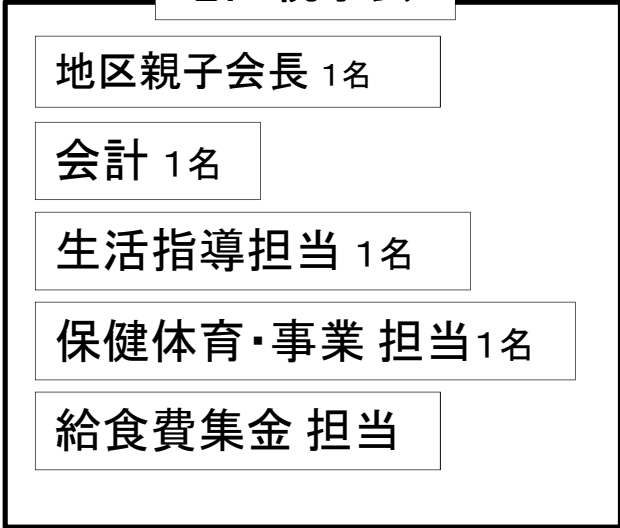 地区親子会長 1名
会計 1名
生活指導担当 1名
保健体育・事業 担当1名
給食費集金 担当